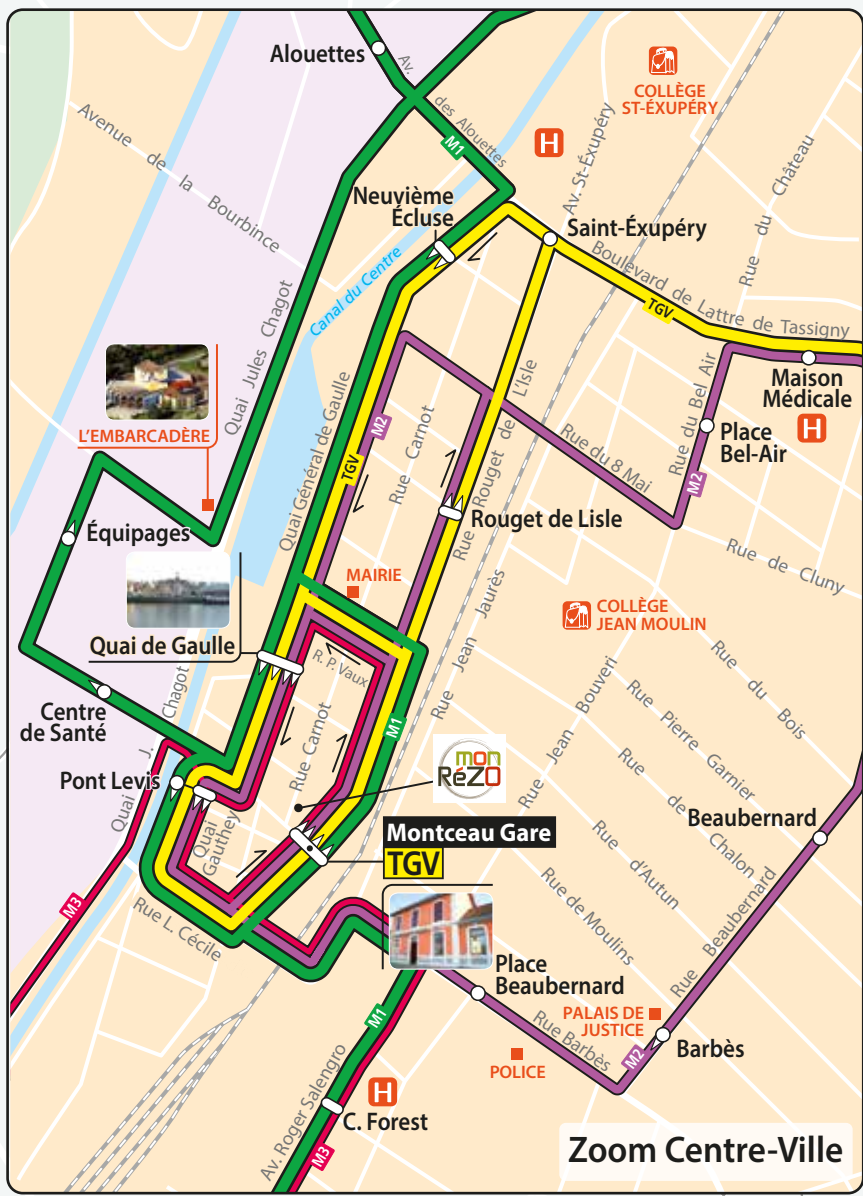 Alouettes
Av.
des Alouettes
M1
COLLÈGE
ST-ÉXUPÉRY
H
Av. St-Éxupéry
Rue du Château
Avenue de la Bourbince
Neuvième
Écluse
Saint-Éxupéry
Canal du Centre
Boulevard de Lattre de Tassigny
TGV
Quai Jules Chagot
Maison
Médicale
H
L'EMBARCADÈRE
Quai Général de Gaulle
TGV
M2
Rue Carnot
Rue Rouget de L'Isle
Rue du Bel Air
Place
Bel-Air
Rue du 8 Mai
M2
Équipages
Rouget de Lisle
Rue de Cluny
MAIRIE
COLLÈGE
JEAN MOULIN
Quai de Gaulle
R. P. Vaux
Rue Jean Jaurès
Rue du Bois
Centre
de Santé
Quai J. Chagot
Rue Carnot
M1
Rue Jean Bouveri
Rue Pierre Garnier
Rue de Chalon
mon
RéZO
Pont Levis
Quai
Gauthey
Montceau Gare
TGV
Beaubernard
Rue d'Autun
Rue de Moulins
Rue Beaubernard
M3
Rue L. Cécile
Place
Beaubernard
PALAIS DE
JUSTICE
M1
Rue Barbès
M2
Barbès
POLICE
H
Av. Roger Salengro
C. Forest
M3
Zoom Centre-Ville